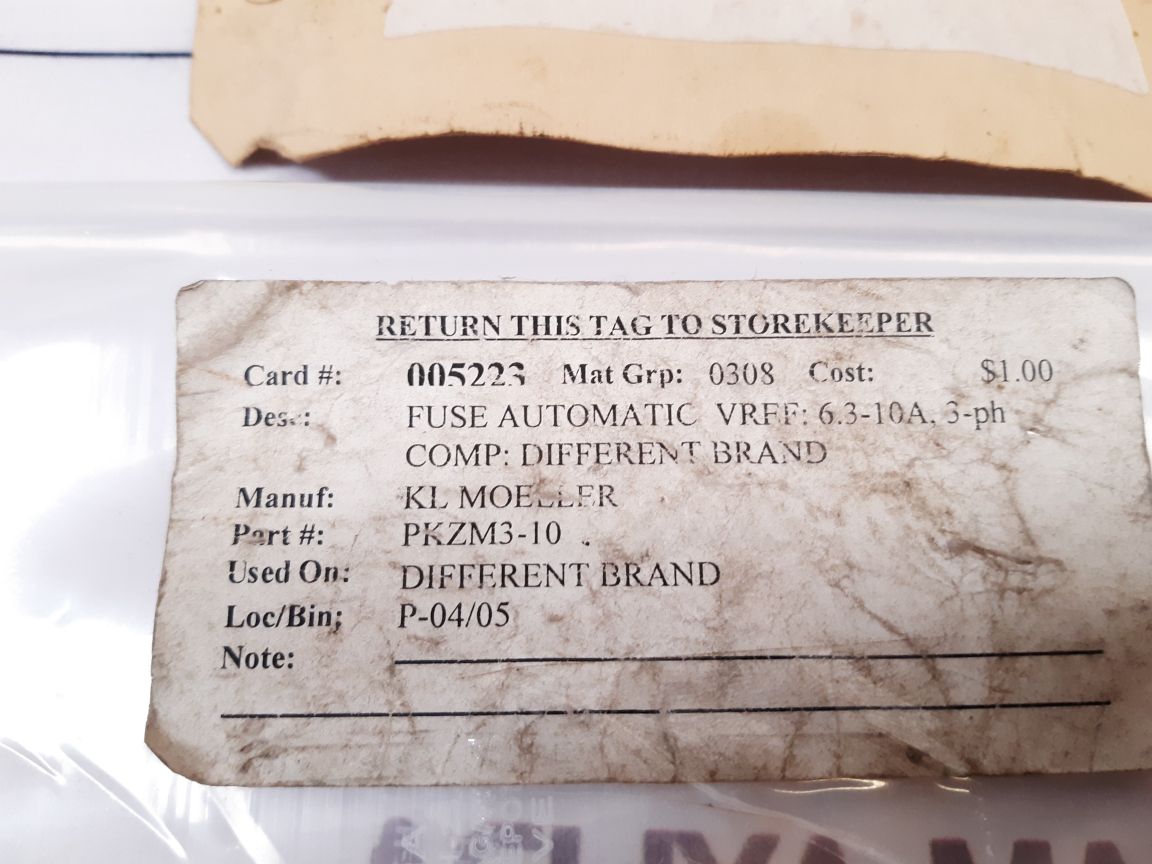 RETURN THIS TAG TO STOREKEEPER
Card #: 005223 Mat Grp: 0308 Cost: $1.00
Desc: FUSE AUTOMATIC VREF: 6.3-10A, 3-ph
COMP: DIFFERENT BRAND
Manuf: KL MOELLER
Part #: PKZM3-10
Used On: DIFFERENT BRAND
Loc/Bin: P-04/05
Note: